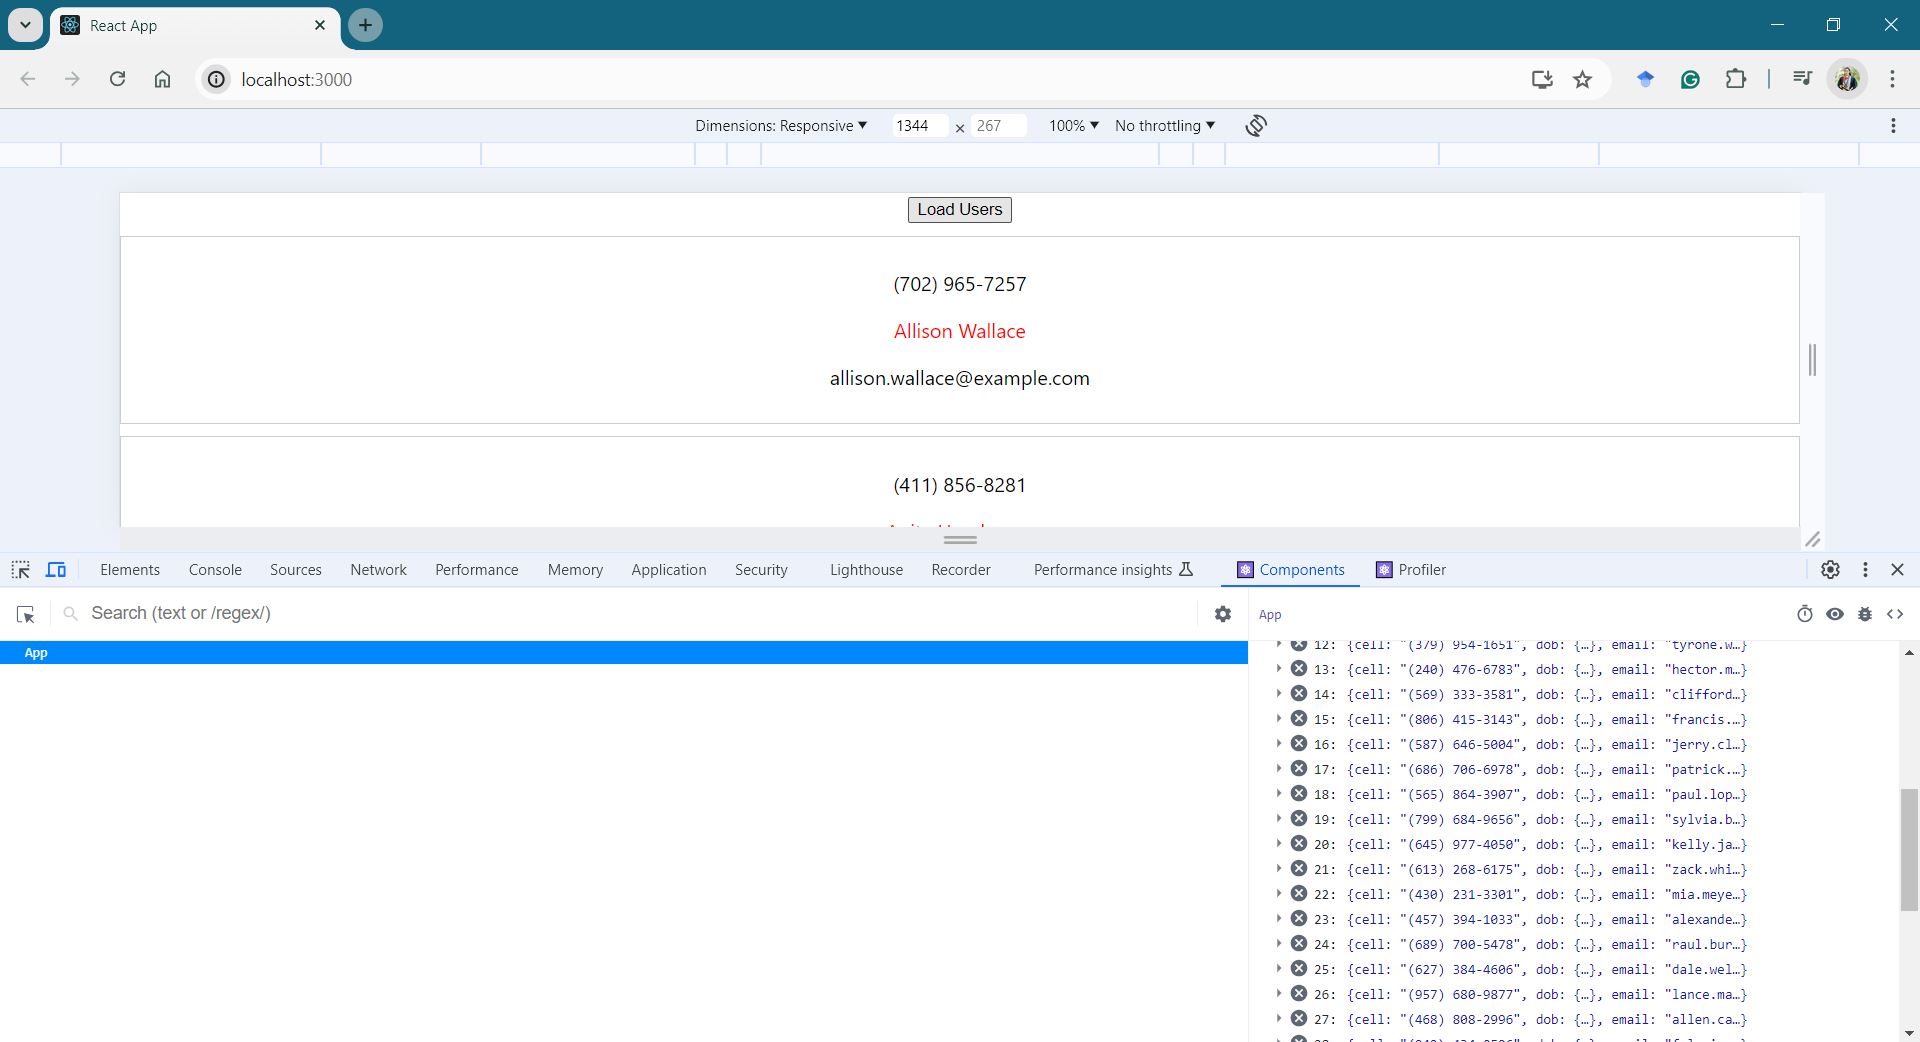 React App
localhost:3000
Dimensions: Responsive 1344 × 267 100% No throttling
Load Users
(702) 965-7257
Allison Wallace
allison.wallace@example.com
(411) 856-8281
Elements Console Sources Network Performance Memory Application Security Lighthouse Recorder Performance insights Components Profiler
Search (text or /regex/)
App
App
12: {cell: "(379) 954-1651", dob: {…}, email: "tyrone.w…}
13: {cell: "(240) 476-6783", dob: {…}, email: "hector.m…}
14: {cell: "(569) 333-3581", dob: {…}, email: "clifford…}
15: {cell: "(806) 415-3143", dob: {…}, email: "francis.…}
16: {cell: "(587) 646-5004", dob: {…}, email: "jerry.cl…}
17: {cell: "(686) 706-6978", dob: {…}, email: "patrick.…}
18: {cell: "(565) 864-3907", dob: {…}, email: "paul.lop…}
19: {cell: "(799) 684-9656", dob: {…}, email: "sylvia.b…}
20: {cell: "(645) 977-4050", dob: {…}, email: "kelly.ja…}
21: {cell: "(613) 268-6175", dob: {…}, email: "zack.whi…}
22: {cell: "(430) 231-3301", dob: {…}, email: "mia.meye…}
23: {cell: "(457) 394-1033", dob: {…}, email: "alexande…}
24: {cell: "(689) 700-5478", dob: {…}, email: "raul.bur…}
25: {cell: "(627) 384-4606", dob: {…}, email: "dale.wel…}
26: {cell: "(957) 680-9877", dob: {…}, email: "lance.ma…}
27: {cell: "(468) 808-2996", dob: {…}, email: "allen.ca…}